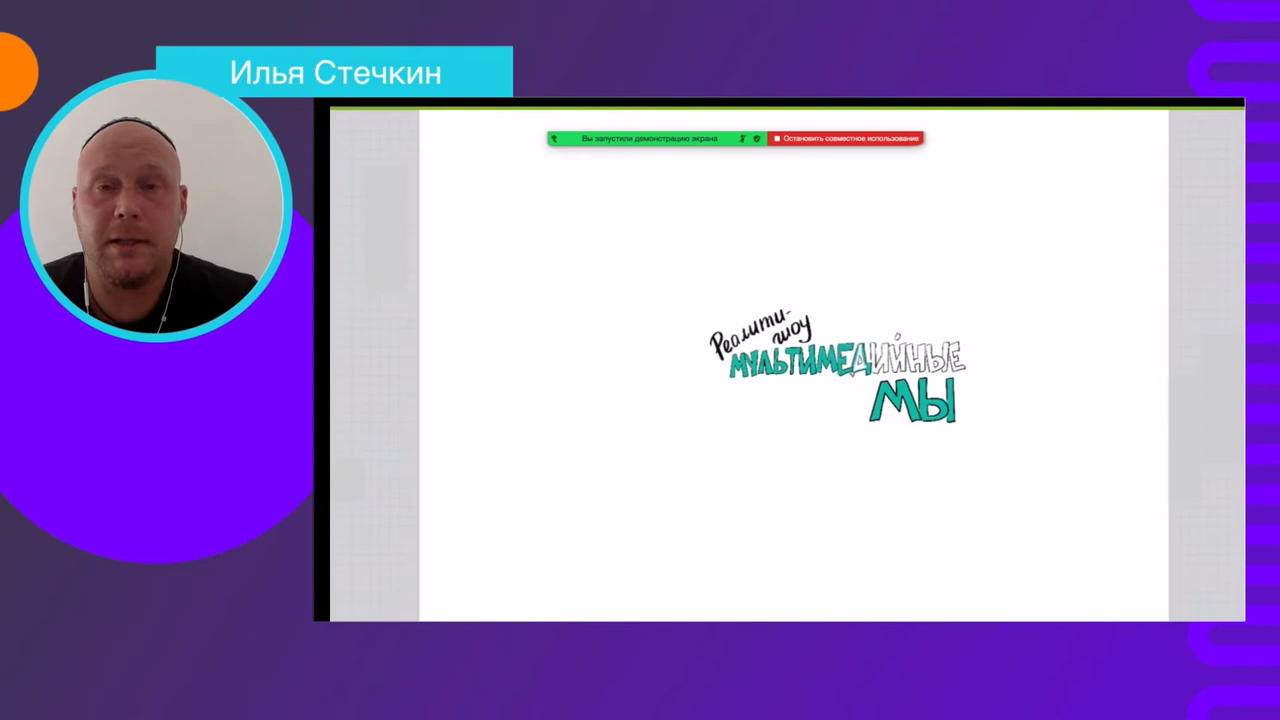 Илья Стечкин
Вы запустили демонстрацию экрана
Остановить совместное использование
Реалити-
шоу
МУЛЬТИМЕДИЙНЫЕ
МЫ